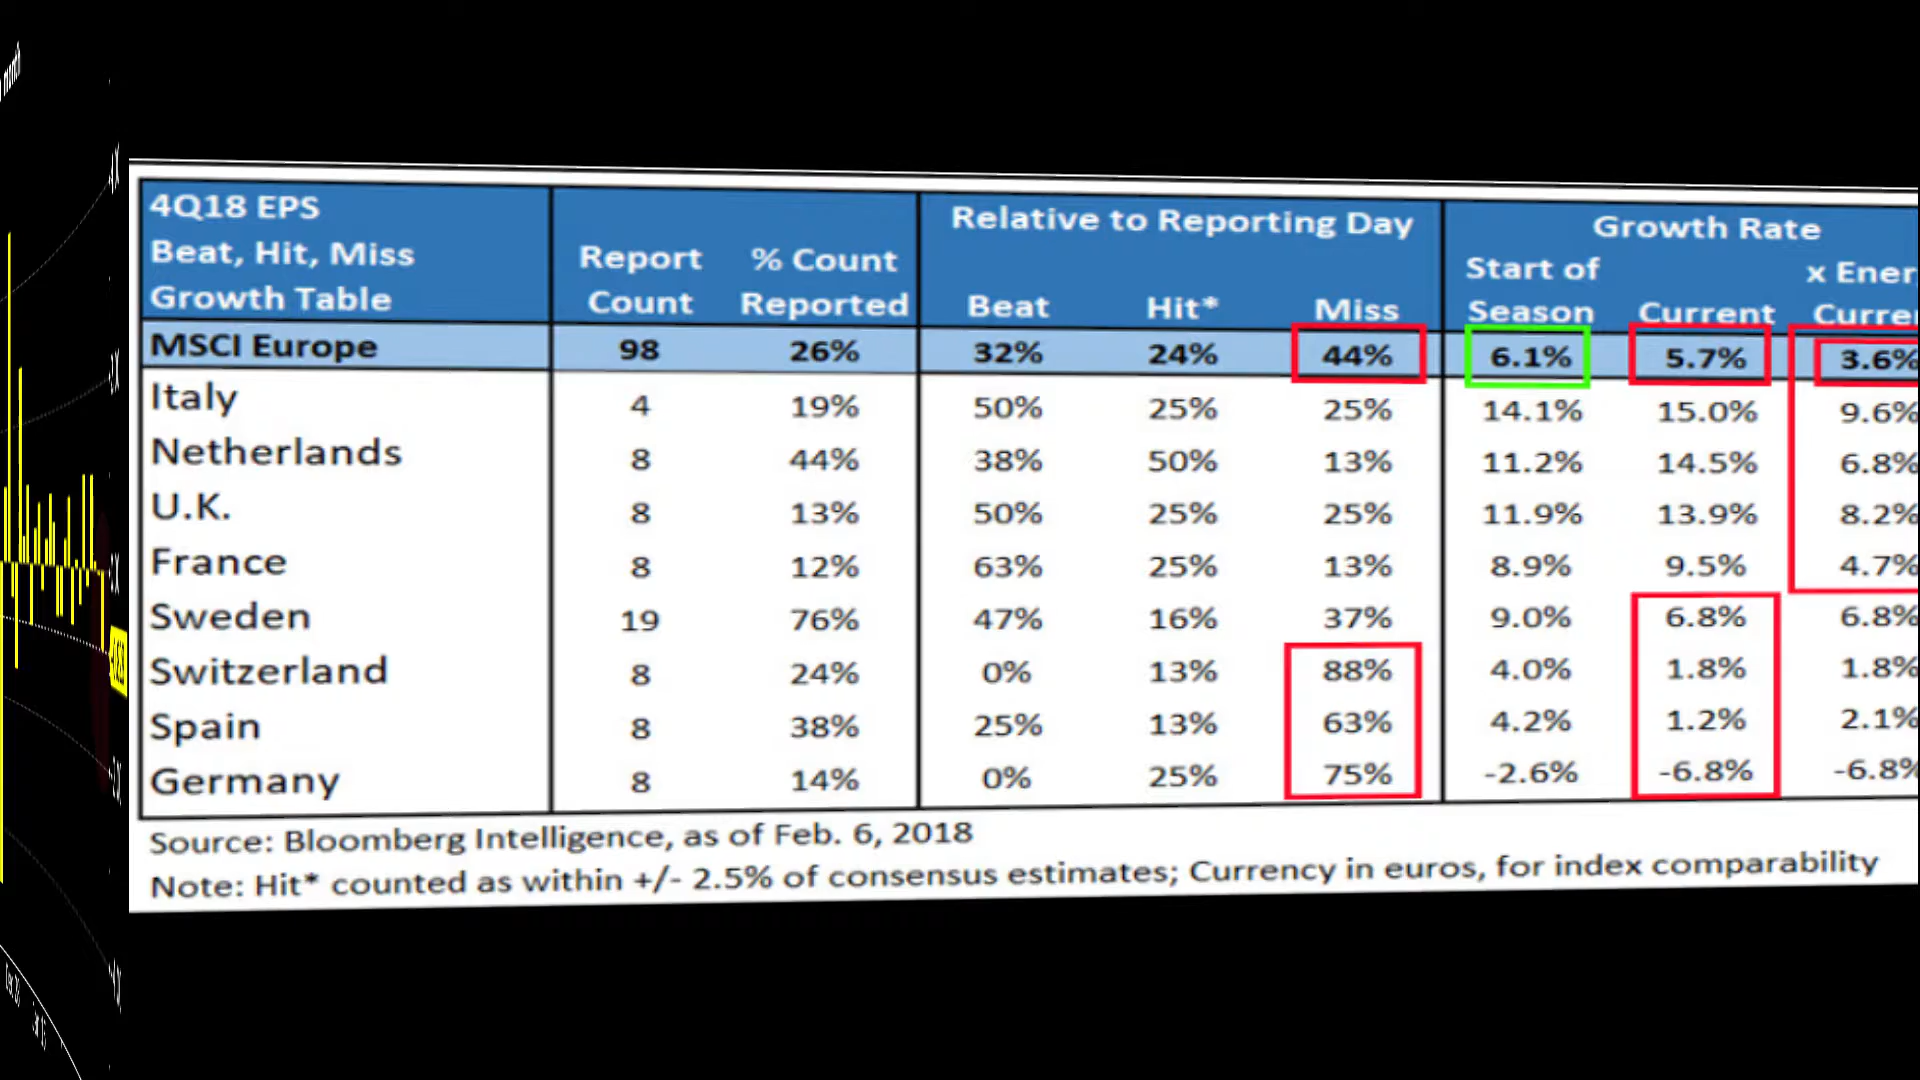 4Q18 EPS
Beat, Hit, Miss
Growth Table
Report
Count
% Count
Reported
Relative to Reporting Day
Beat Hit* Miss
Growth Rate
Start of
Season
Current
x Ener
Curre
MSCI Europe 98 26% 32% 24% 44% 6.1% 5.7% 3.6%
Italy 4 19% 50% 25% 25% 14.1% 15.0% 9.6%
Netherlands 8 44% 38% 50% 13% 11.2% 14.5% 6.8%
U.K. 8 13% 50% 25% 25% 11.9% 13.9% 8.2%
France 8 12% 63% 25% 13% 8.9% 9.5% 4.7%
Sweden 19 76% 47% 16% 37% 9.0% 6.8% 6.8%
Switzerland 8 24% 0% 13% 88% 4.0% 1.8% 1.8%
Spain 8 38% 25% 13% 63% 4.2% 1.2% 2.1%
Germany 8 14% 0% 25% 75% -2.6% -6.8% -6.8%
Source: Bloomberg Intelligence, as of Feb. 6, 2018
Note: Hit* counted as within +/- 2.5% of consensus estimates; Currency in euros, for index comparability